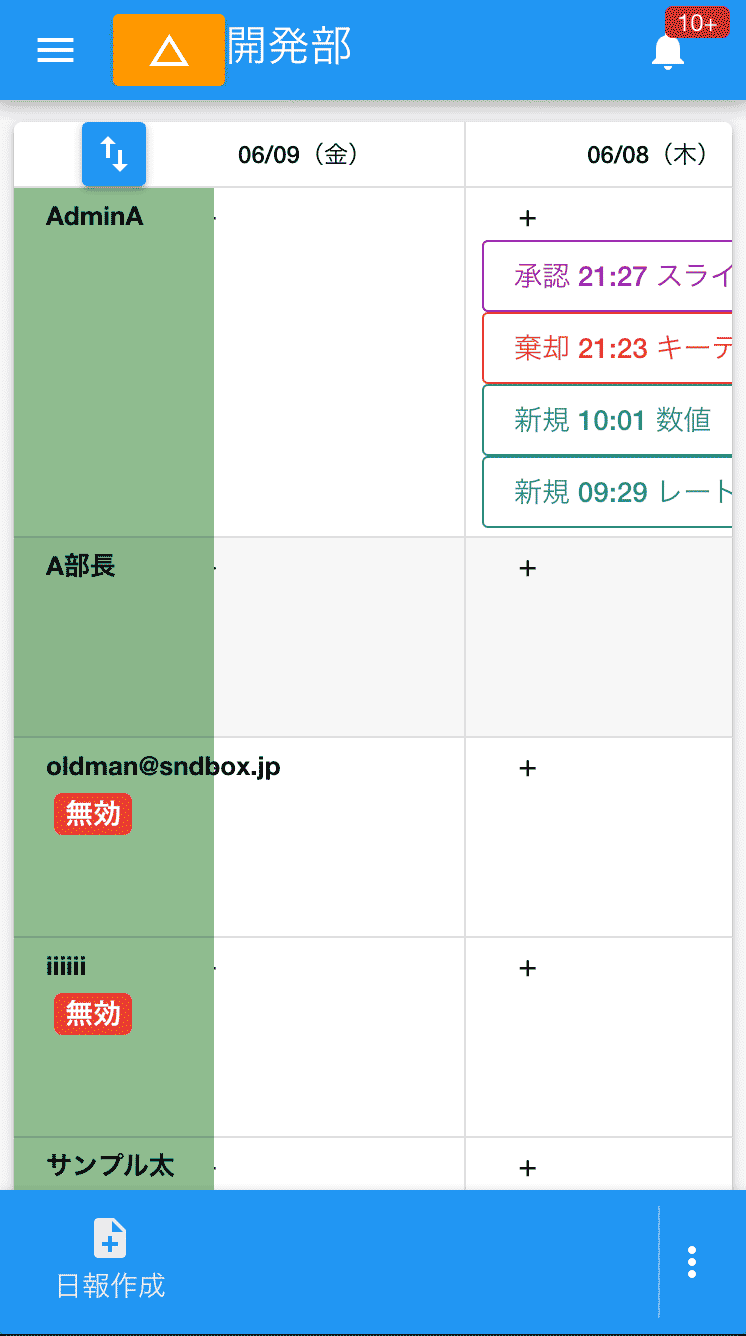 開発部
10+
06/09（金）
06/08（木）
AdminA
+
承認 21:27 スライ
棄却 21:23 キーテ
新規 10:01 数値
新規 09:29 レート
A部長
+
oldman@sndbox.jp
+
無効
iiiiii
+
無効
サンプル太
+
日報作成